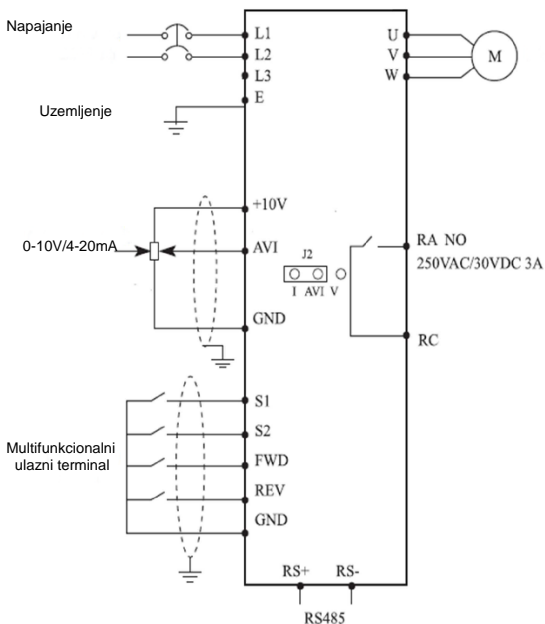 Napajanje
L1
L2
L3
E
Uzemljenje
U
V
W
M
+10V
0-10V/4-20mA
AVI
GND
J2
I AVI V
RA NO
250VAC/30VDC 3A
RC
S1
S2
Multifunkcionalni
ulazni terminal
FWD
REV
GND
RS+ RS-
RS485